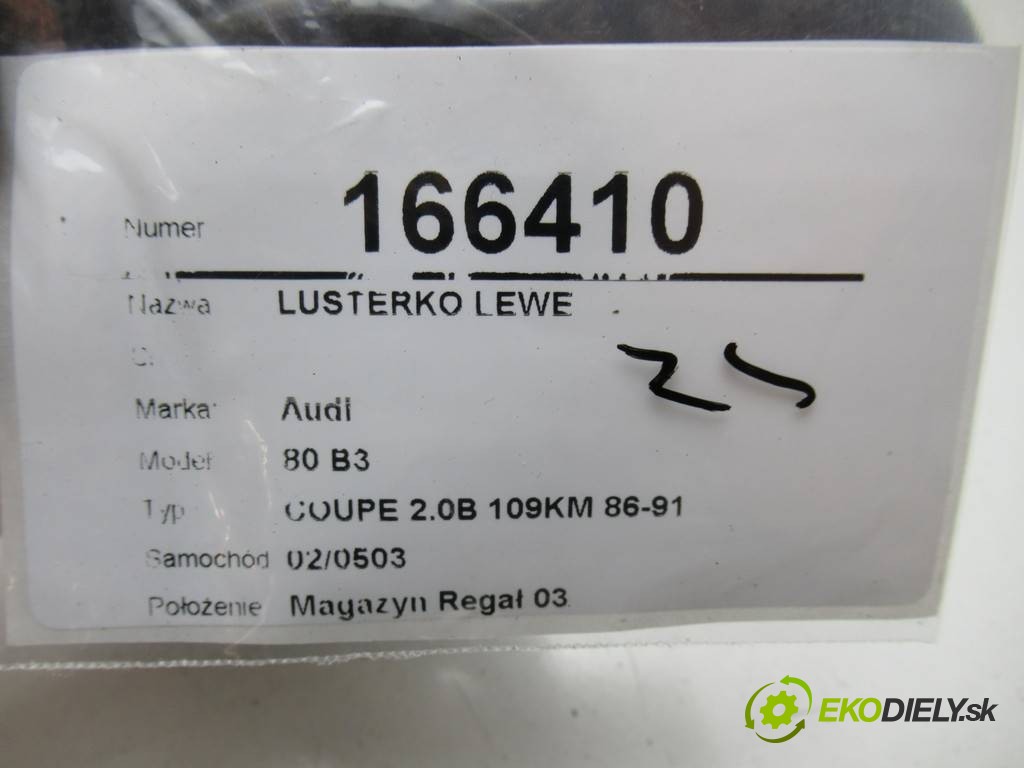 Numer 166410
Nazwa LUSTERKO LEWE
Marka: Audi
Model 80 B3
Typ COUPE 2.0B 109KM 86-91
Samochód 02/0503
Położenie Magazyn Regał 03
EKODIELY.sk